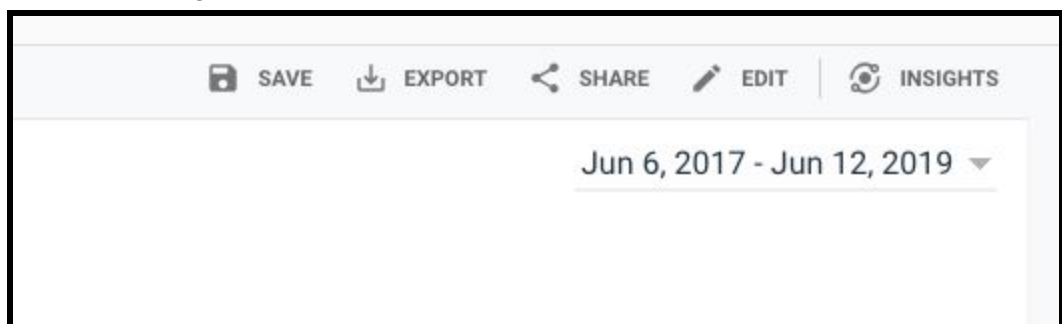 SAVE EXPORT SHARE EDIT INSIGHTS
Jun 6, 2017 - Jun 12, 2019